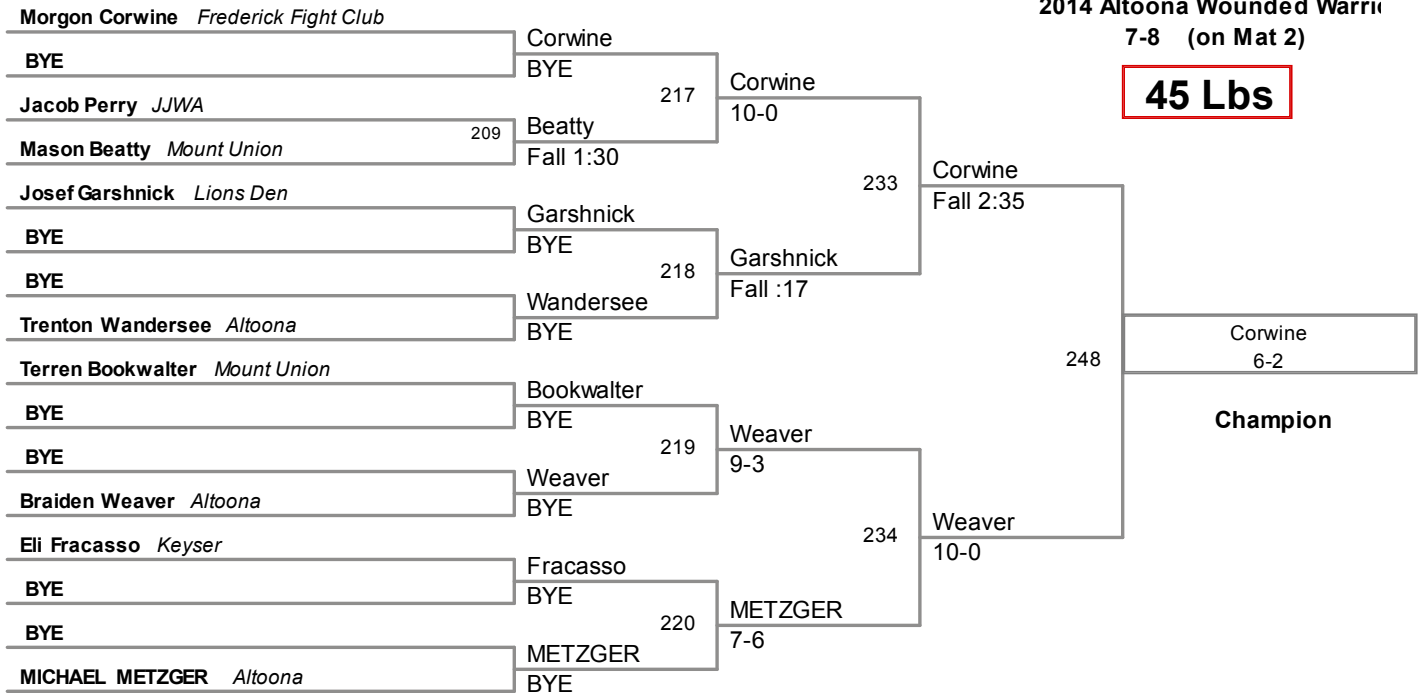 2014 Altoona Wounded
7-8 (on Mat 2)
45 Lbs
Morgon Corwine Frederick Fight Club
BYE
Jacob Perry JJWA
Mason Beatty Mount Union
Josef Garshnick Lions Den
BYE
BYE
Trenton Wandersee Altoona
Terren Bookwalter Mount Union
BYE
BYE
Braiden Weaver Altoona
Eli Fracasso Keyser
BYE
BYE
MICHAEL METZGER Altoona
Corwine
BYE
209
Beatty
Fall 1:30
Garshnick
BYE
Wandersee
BYE
Bookwalter
BYE
Weaver
BYE
Fracasso
BYE
METZGER
BYE
217
Corwine
10-0
218
Garshnick
Fall :17
219
Weaver
9-3
220
METZGER
7-6
233
Corwine
Fall 2:35
234
Weaver
10-0
248
Corwine
6-2
Champion